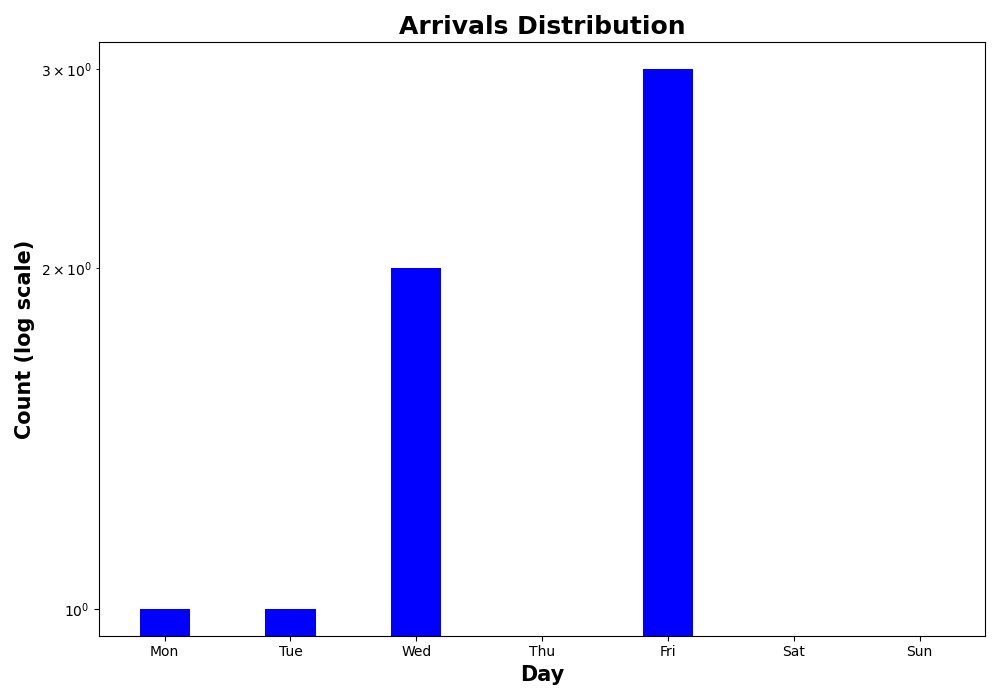 Arrivals Distribution
3 × 10⁰
2 × 10⁰
10⁰
Count (log scale)
Mon Tue Wed Thu Fri Sat Sun
Day